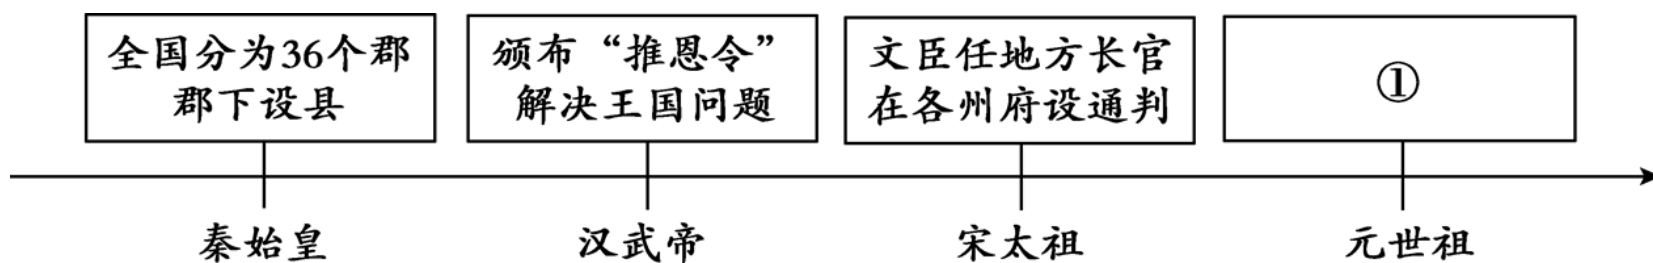 全国分为36个郡
郡下设县
颁布“推恩令”
解决王国问题
文臣任地方长官
在各州府设通判
①
秦始皇
汉武帝
宋太祖
元世祖